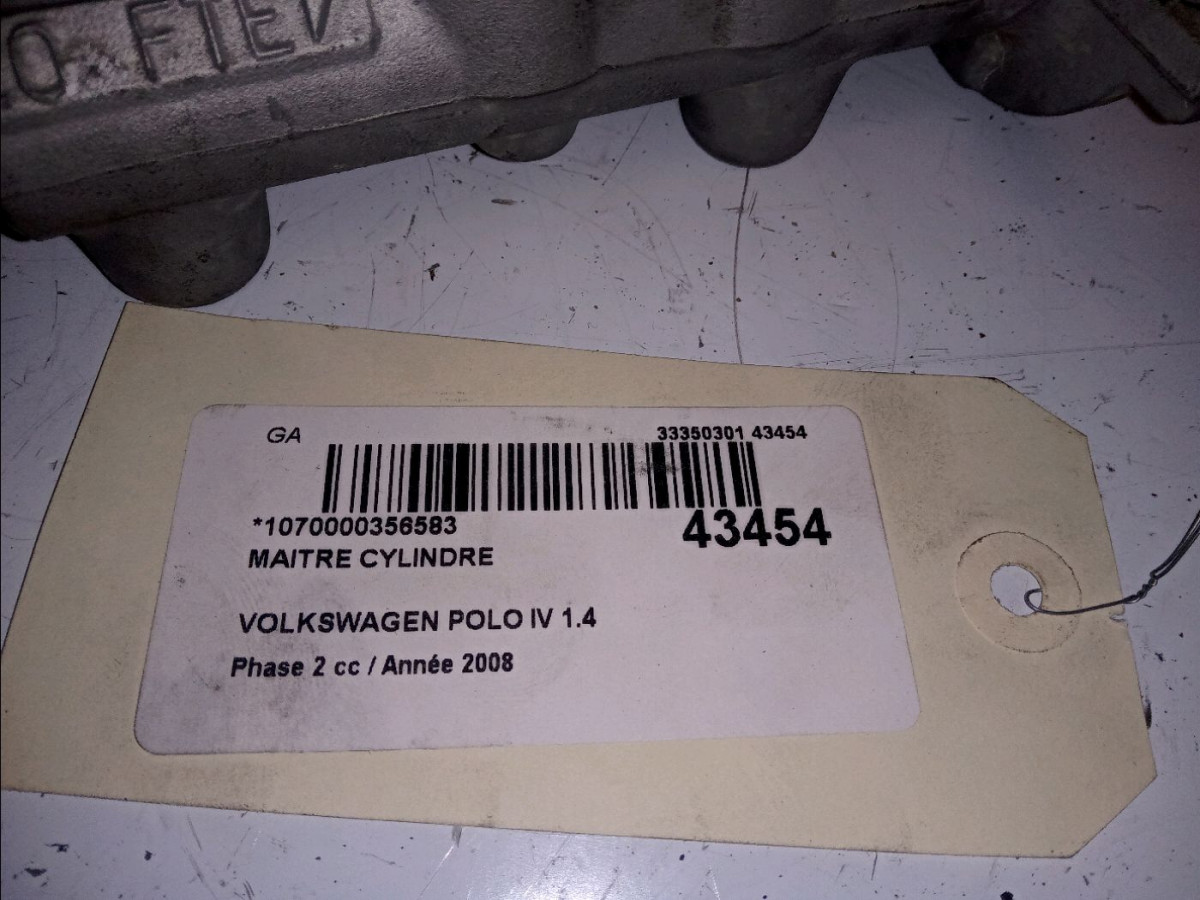 FTEV
GA
33350301 43454
*1070000356583
43454
MAITRE CYLINDRE
VOLKSWAGEN POLO IV 1.4
Phase 2 cc / Année 2008